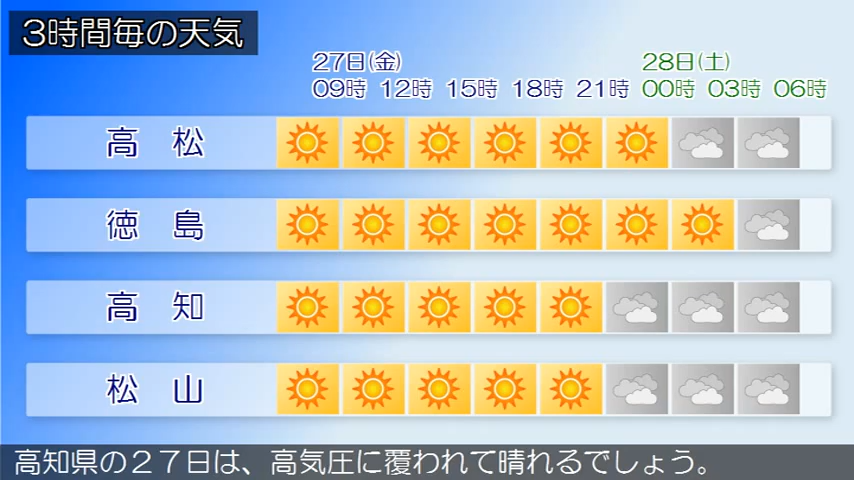 3時間毎の天気
27日(金) 28日(土)
09時 12時 15時 18時 21時 00時 03時 06時
高 松
徳 島
高 知
松 山
高知県の２７日は、高気圧に覆われて晴れるでしょう。